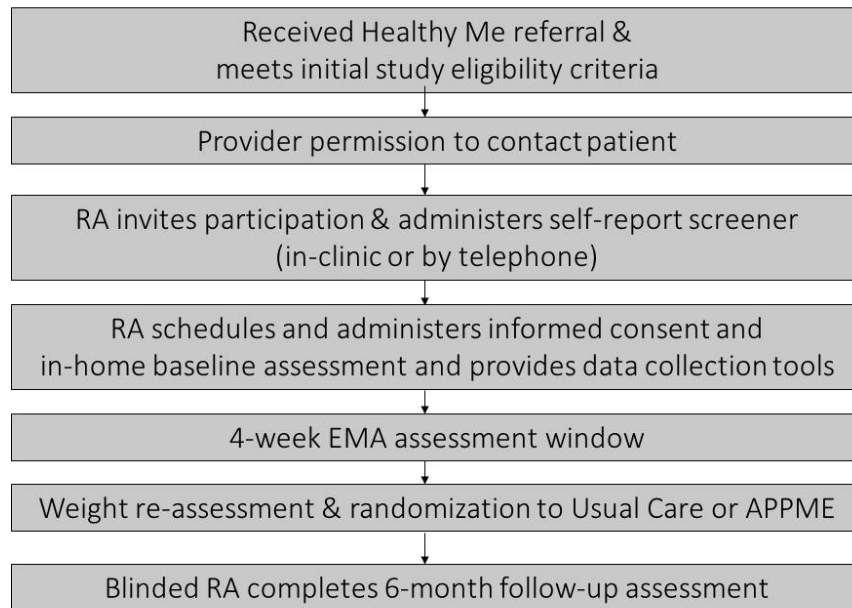 Received Healthy Me referral &
meets initial study eligibility criteria
Provider permission to contact patient
RA invites participation & administers self-report screener
(in-clinic or by telephone)
RA schedules and administers informed consent and
in-home baseline assessment and provides data collection tools
4-week EMA assessment window
Weight re-assessment & randomization to Usual Care or APPME
Blinded RA completes 6-month follow-up assessment